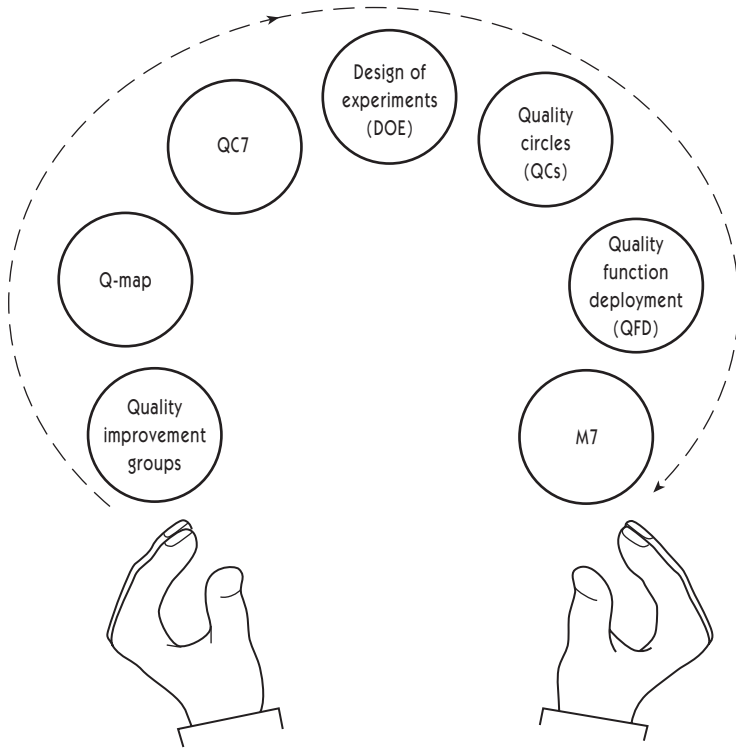 Design of
experiments
(DOE)
Quality
circles
(QCs)
QC7
Quality
function
deployment
(QFD)
Q-map
Quality
improvement
groups
M7